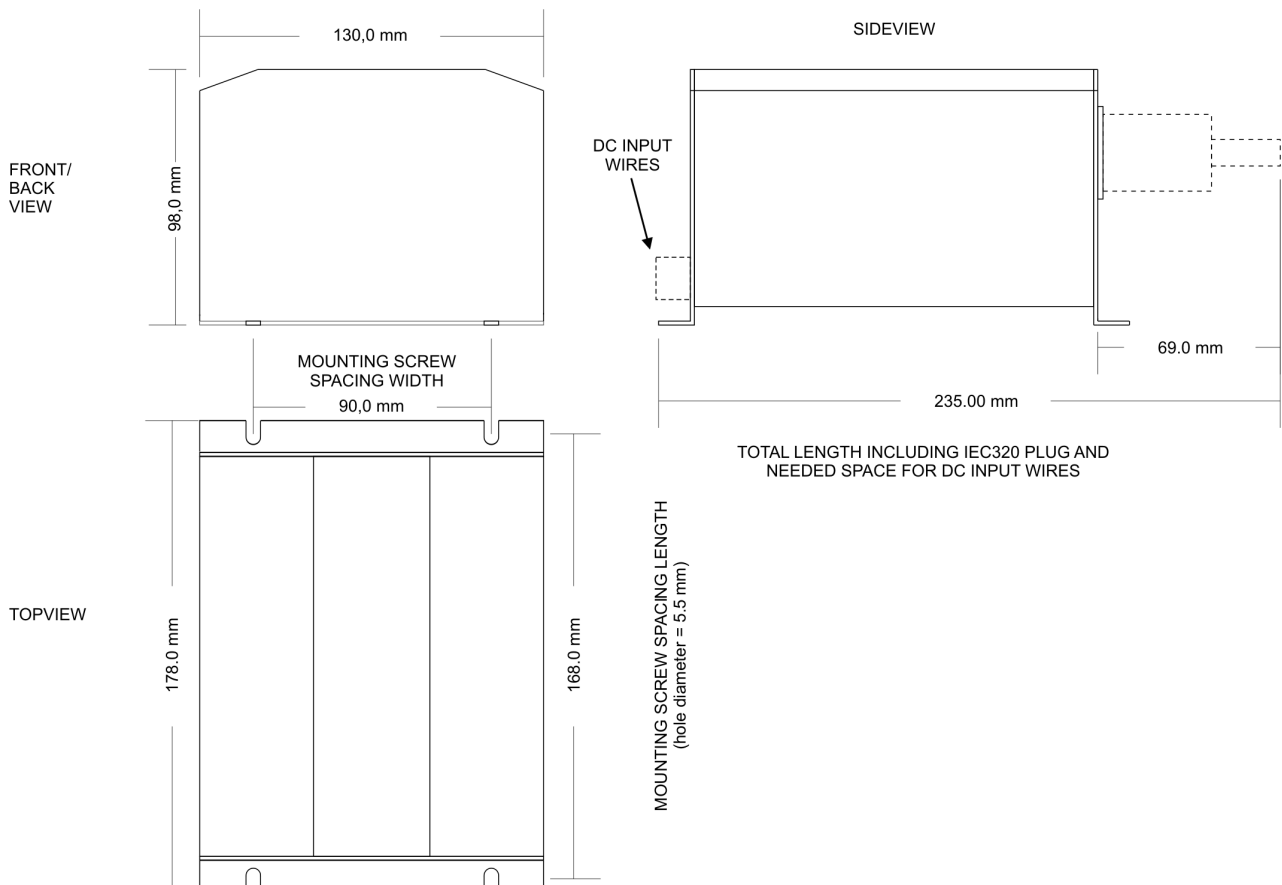 130,0 mm
SIDEVIEW
FRONT/
BACK
VIEW
98,0 mm
DC INPUT
WIRES
69.0 mm
MOUNTING SCREW
SPACING WIDTH
90,0 mm
235.00 mm
TOTAL LENGTH INCLUDING IEC320 PLUG AND
NEEDED SPACE FOR DC INPUT WIRES
TOPVIEW
178.0 mm
168.0 mm
MOUNTING SCREW SPACING LENGTH
(hole diameter = 5.5 mm)